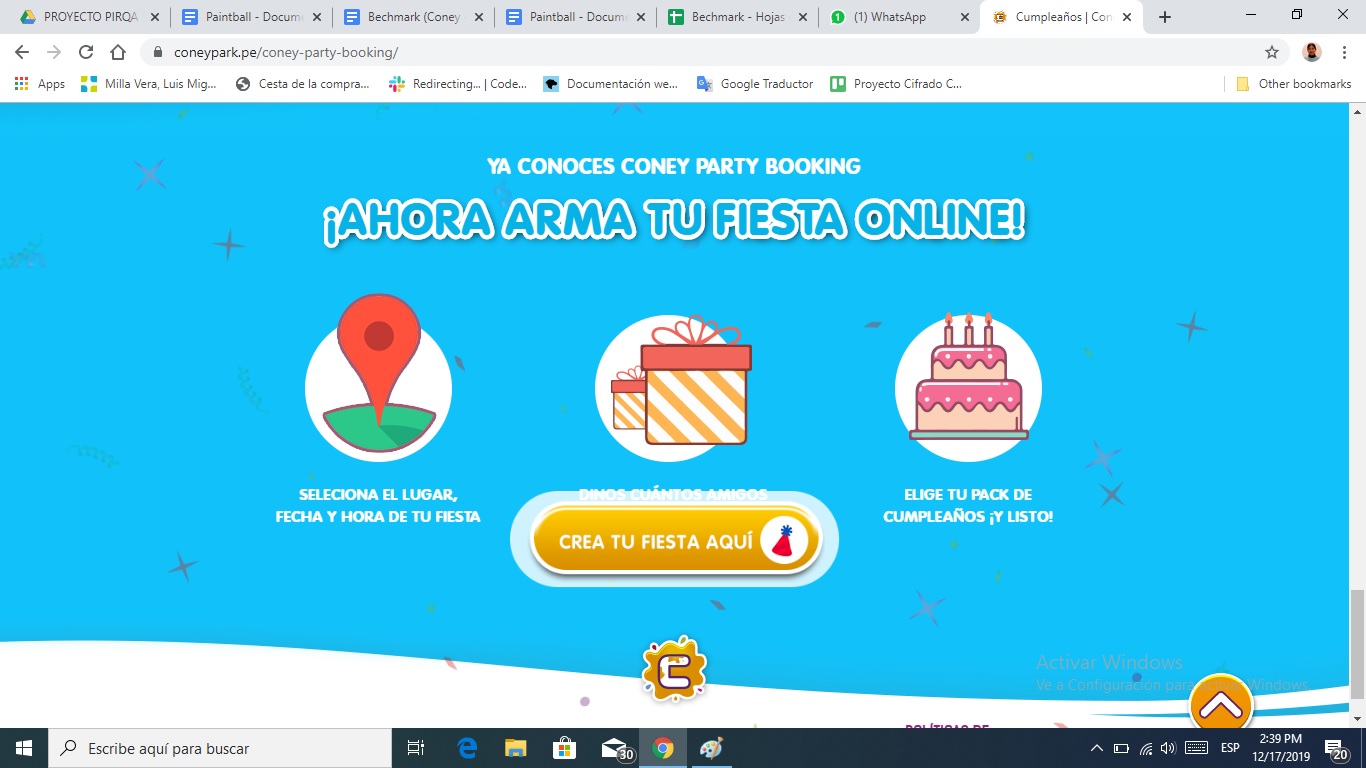 PROYECTO PIRQA
Paintball - Docume
Bechmark (Coney
Paintball - Docume
Bechmark - Hojas
(1) WhatsApp
Cumpleaños | Con
coneypark.pe/coney-party-booking/
Apps
Milla Vera, Luis Mig...
Cesta de la compra...
Redirecting... | Code...
Documentación we...
Google Traductor
Proyecto Cifrado C...
Other bookmarks
YA CONOCES CONEY PARTY BOOKING
¡AHORA ARMA TU FIESTA ONLINE!
SELECIONA EL LUGAR,
FECHA Y HORA DE TU FIESTA
DINOS CUÁNTOS AMIGOS
CREA TU FIESTA AQUÍ
ELIGE TU PACK DE
CUMPLEAÑOS ¡Y LISTO!
Activar Windows
Ve a Configuración para activar Windows.
POLÍTICAS DE
Escribe aquí para buscar
30
ESP
2:39 PM
12/17/2019
20